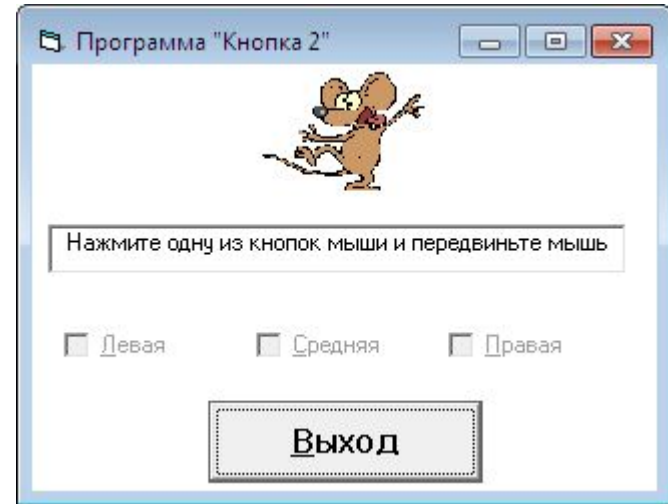 Программа "Кнопка 2"
Нажмите одну из кнопок мыши и передвиньте мышь
Левая Средняя Правая
Выход